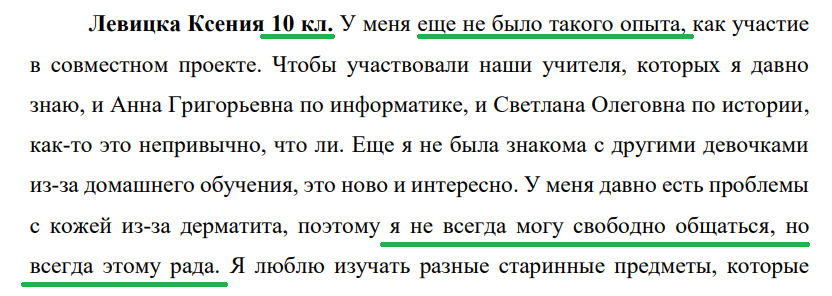 Левицка Ксения 10 кл. У меня еще не было такого опыта, как участие
в совместном проекте. Чтобы участвовали наши учителя, которых я давно
знаю, и Анна Григорьевна по информатике, и Светлана Олеговна по истории,
как-то это непривычно, что ли. Еще я не была знакома с другими девочками
из-за домашнего обучения, это ново и интересно. У меня давно есть проблемы
с кожей из-за дерматита, поэтому я не всегда могу свободно общаться, но
всегда этому рада. Я люблю изучать разные старинные предметы, которые